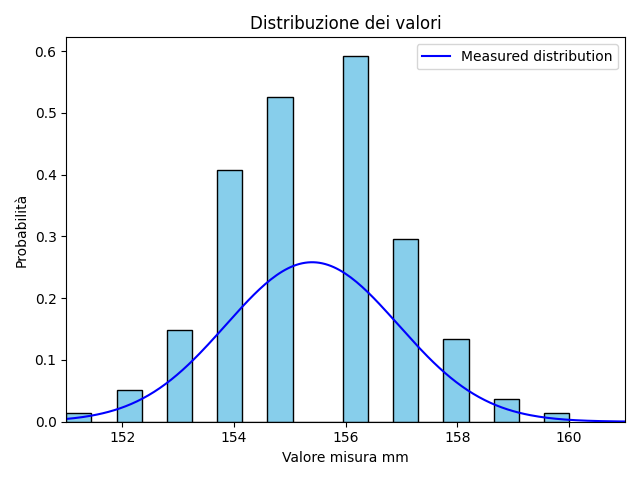 Distribuzione dei valori
Measured distribution
0.6
0.5
0.4
0.3
0.2
0.1
0.0
Probabilità
152 154 156 158 160
Valore misura mm